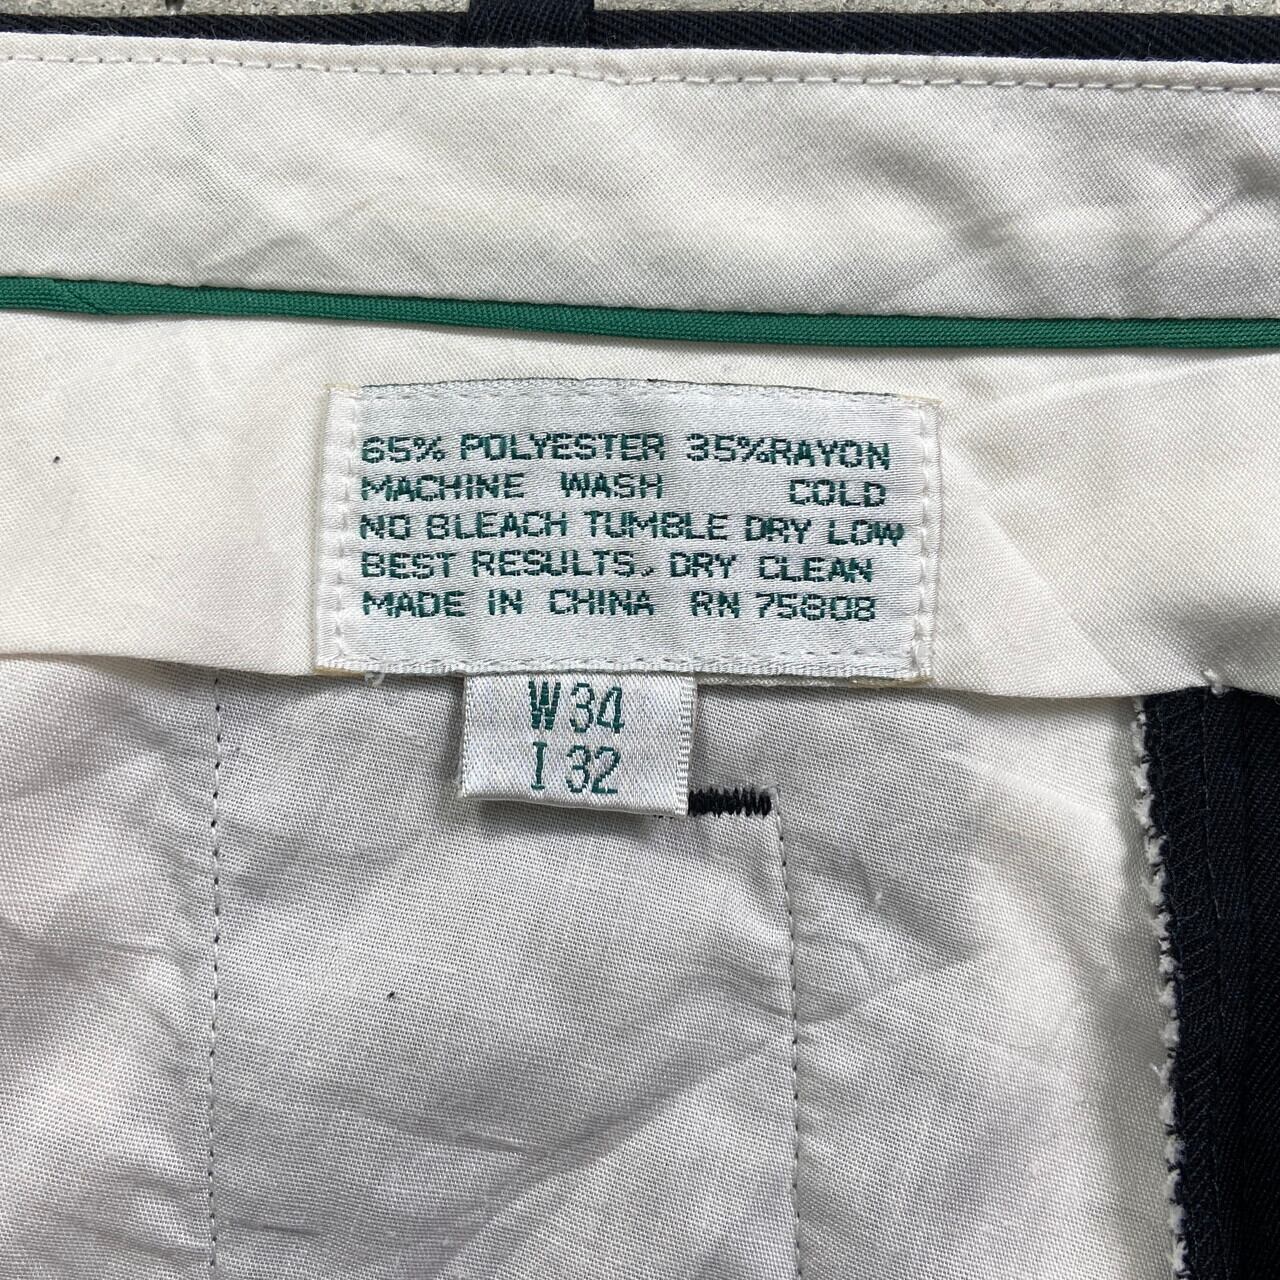 65% POLYESTER 35%RAYON
MACHINE WASH COLD
NO BLEACH TUMBLE DRY LOW
BEST RESULTS, DRY CLEAN
MADE IN CHINA RN 75808
W34
I 32